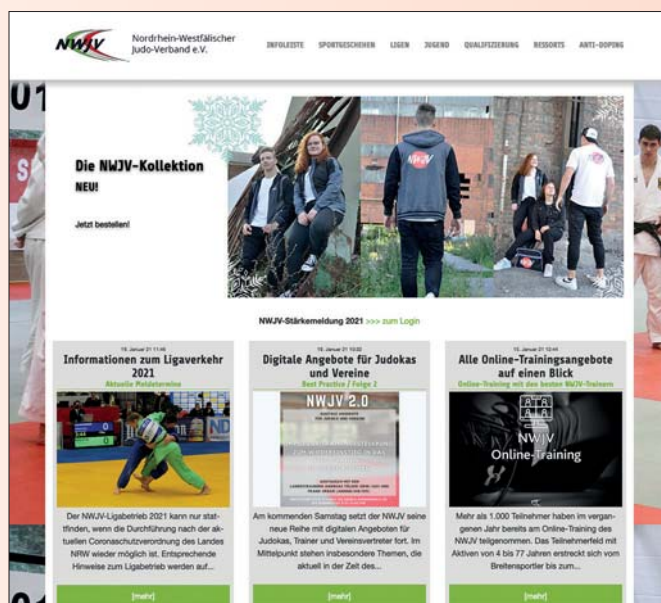 NWJV
Nordrhein-Westfälischer
Judo-Verband e.V.
INFOLEISTE SPORTGESCHEHEN LIGEN JUGEND QUALIFIZIERUNG RESSORTS ANTI-DOPING
Die NWJV-Kollektion
NEU!
Jetzt bestellen!
NWJV
NWJV-Stärkemeldung 2021 >>> zum Login
Informationen zum Ligaverkehr
2021
Aktuelle Meldetermine
Der NWJV-Ligabetrieb 2021 kann nur statt-
finden, wenn die Durchführung nach der ak-
tuellen Coronaschutzverordnung des Landes
NRW wieder möglich ist. Entsprechende
Hinweise zum Ligabetrieb werden auf...
[mehr]
Digitale Angebote für Judokas
und Vereine
Best Practice / Folge 2
NWJV 2.0
DIGITALE ANGEBOTE
FÜR JUDOKAS UND VEREINE
Am kommenden Samstag setzt der NWJV seine
neue Reihe mit digitalen Angeboten für
Judokas, Trainer und Vereinsvertreter fort. Im
Mittelpunkt stehen insbesondere Themen, die
aktuell in der Zeit des...
[mehr]
Alle Online-Trainingsangebote
auf einen Blick
Online-Training mit den besten NWJV-Trainern
NWJV
Online-Training
Mehr als 1.000 Teilnehmer haben im vergan-
genen Jahr bereits am Online-Training des
NWJV teilgenommen. Das Teilnehmerfeld mit
Aktiven von 4 bis 77 Jahren erstreckt sich vom
Breitensportler bis zum...
[mehr]